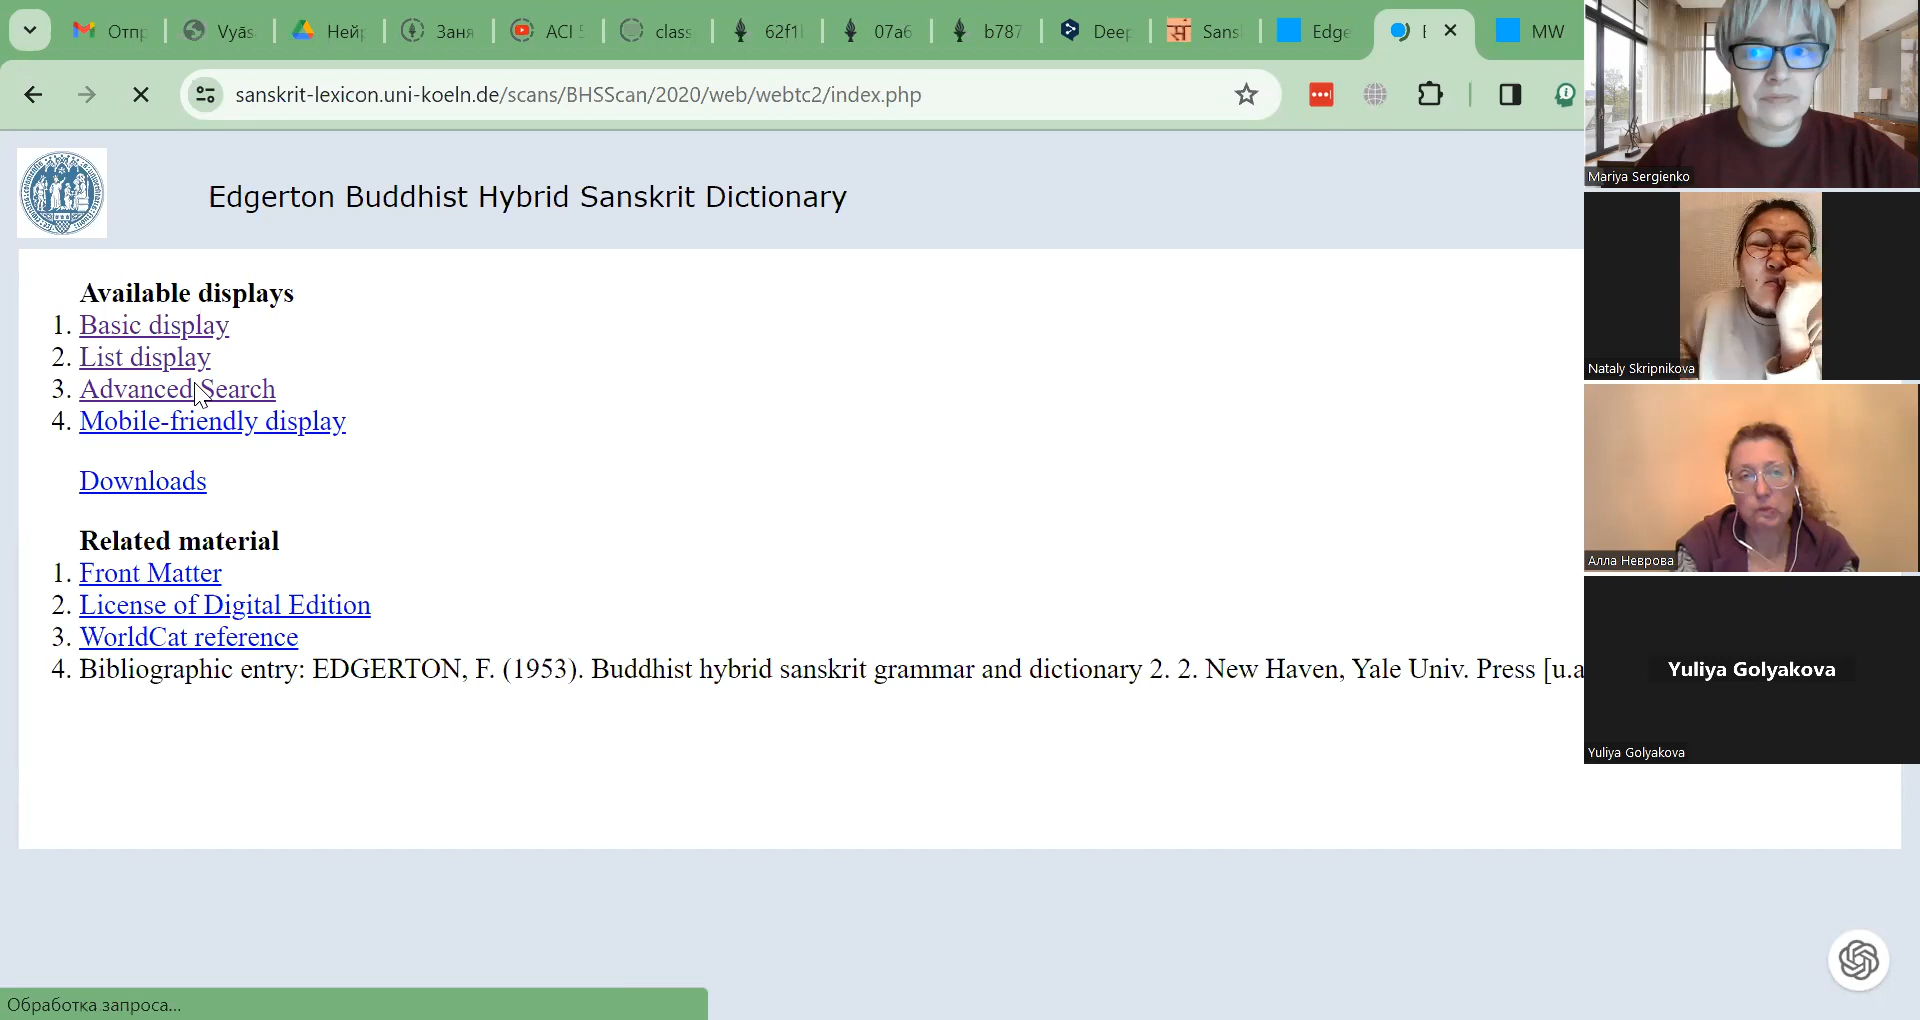 Отпр
Vyās
Ней
Заня
ACI 5
class
62f1
07a6
b787
Deep
Sans
Edge
E
MW
sanskrit-lexicon.uni-koeln.de/scans/BHSScan/2020/web/webtc2/index.php
Edgerton Buddhist Hybrid Sanskrit Dictionary
Available displays
1. Basic display
2. List display
3. Advanced Search
4. Mobile-friendly display
Downloads
Related material
1. Front Matter
2. License of Digital Edition
3. WorldCat reference
4. Bibliographic entry: EDGERTON, F. (1953). Buddhist hybrid sanskrit grammar and dictionary 2. 2. New Haven, Yale Univ. Press [u.a
Обработка запроса...
Mariya Sergienko
Nataly Skripnikova
Алла Неврова
Yuliya Golyakova
Yuliya Golyakova